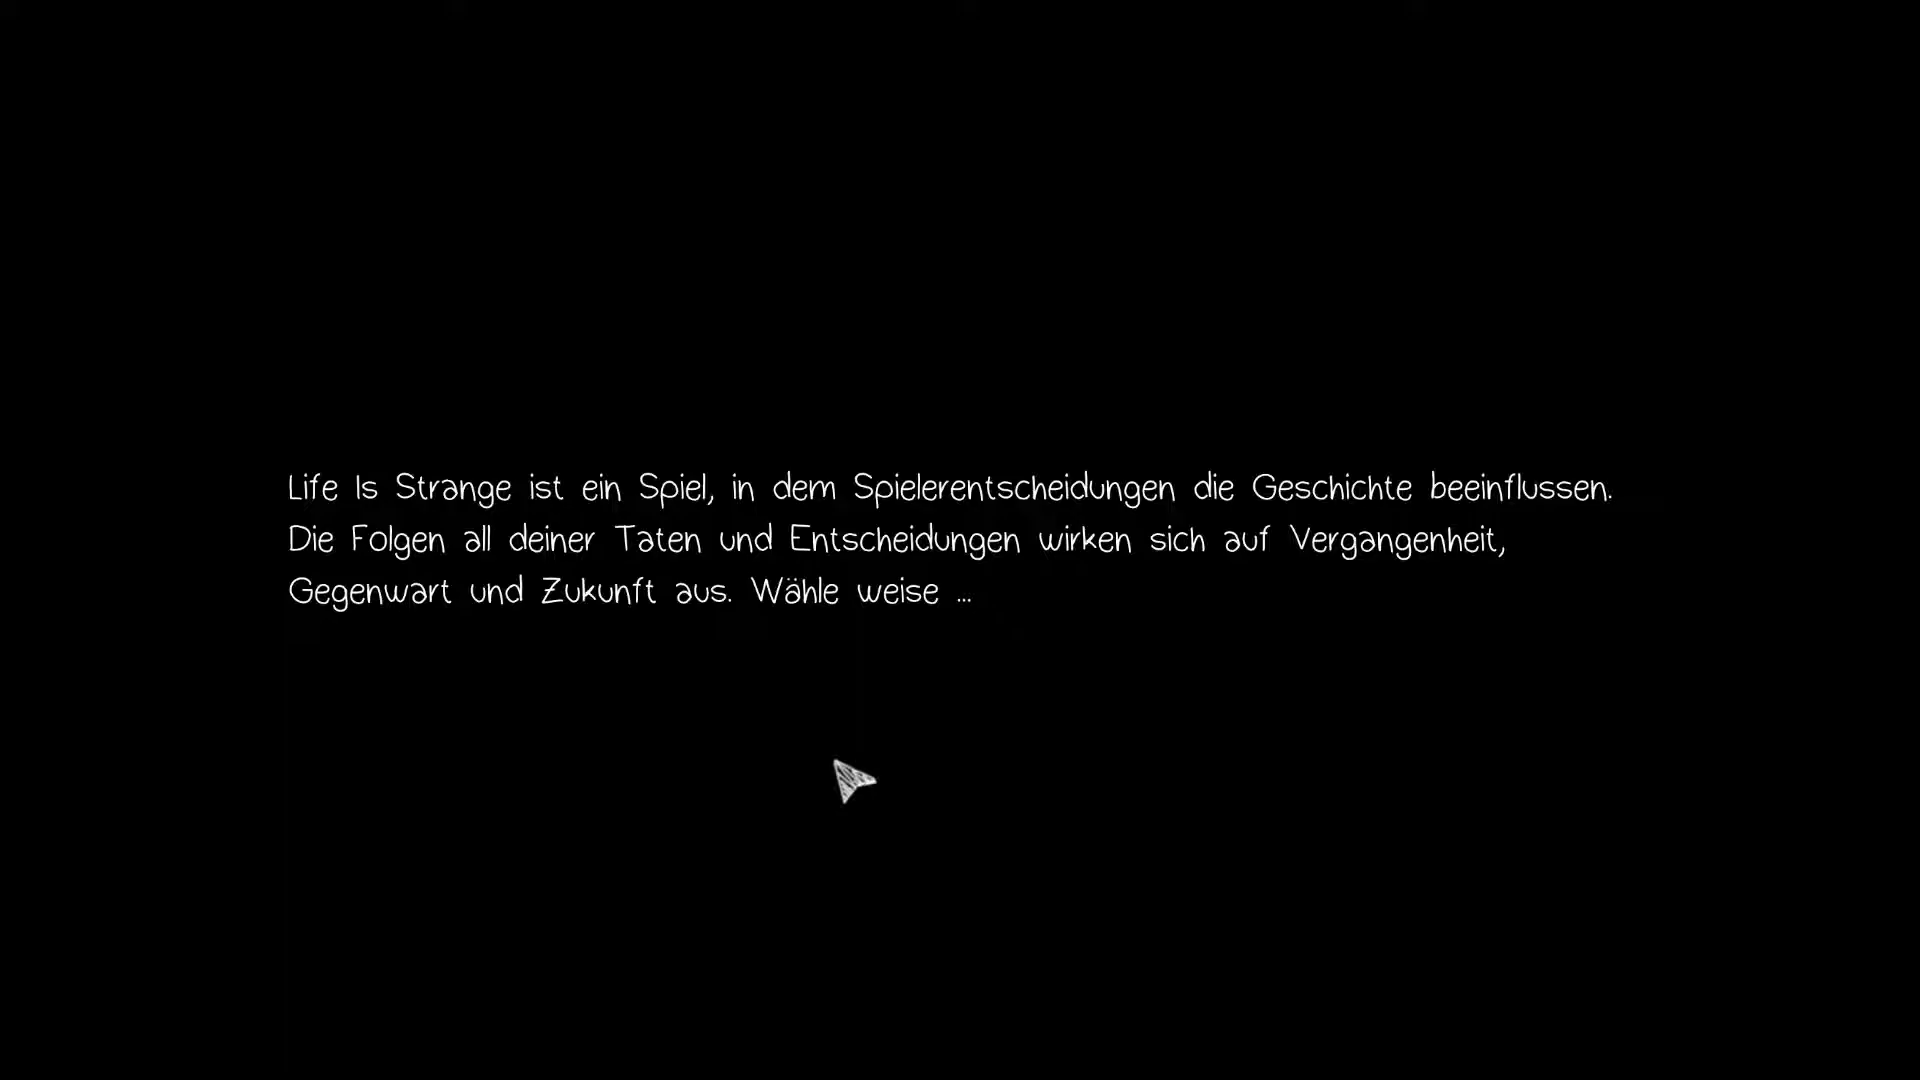 Life Is Strange ist ein Spiel, in dem Spielerentscheidungen die Geschichte beeinflussen.
Die Folgen all deiner Taten und Entscheidungen wirken sich auf Vergangenheit,
Gegenwart und Zukunft aus. Wähle weise ...